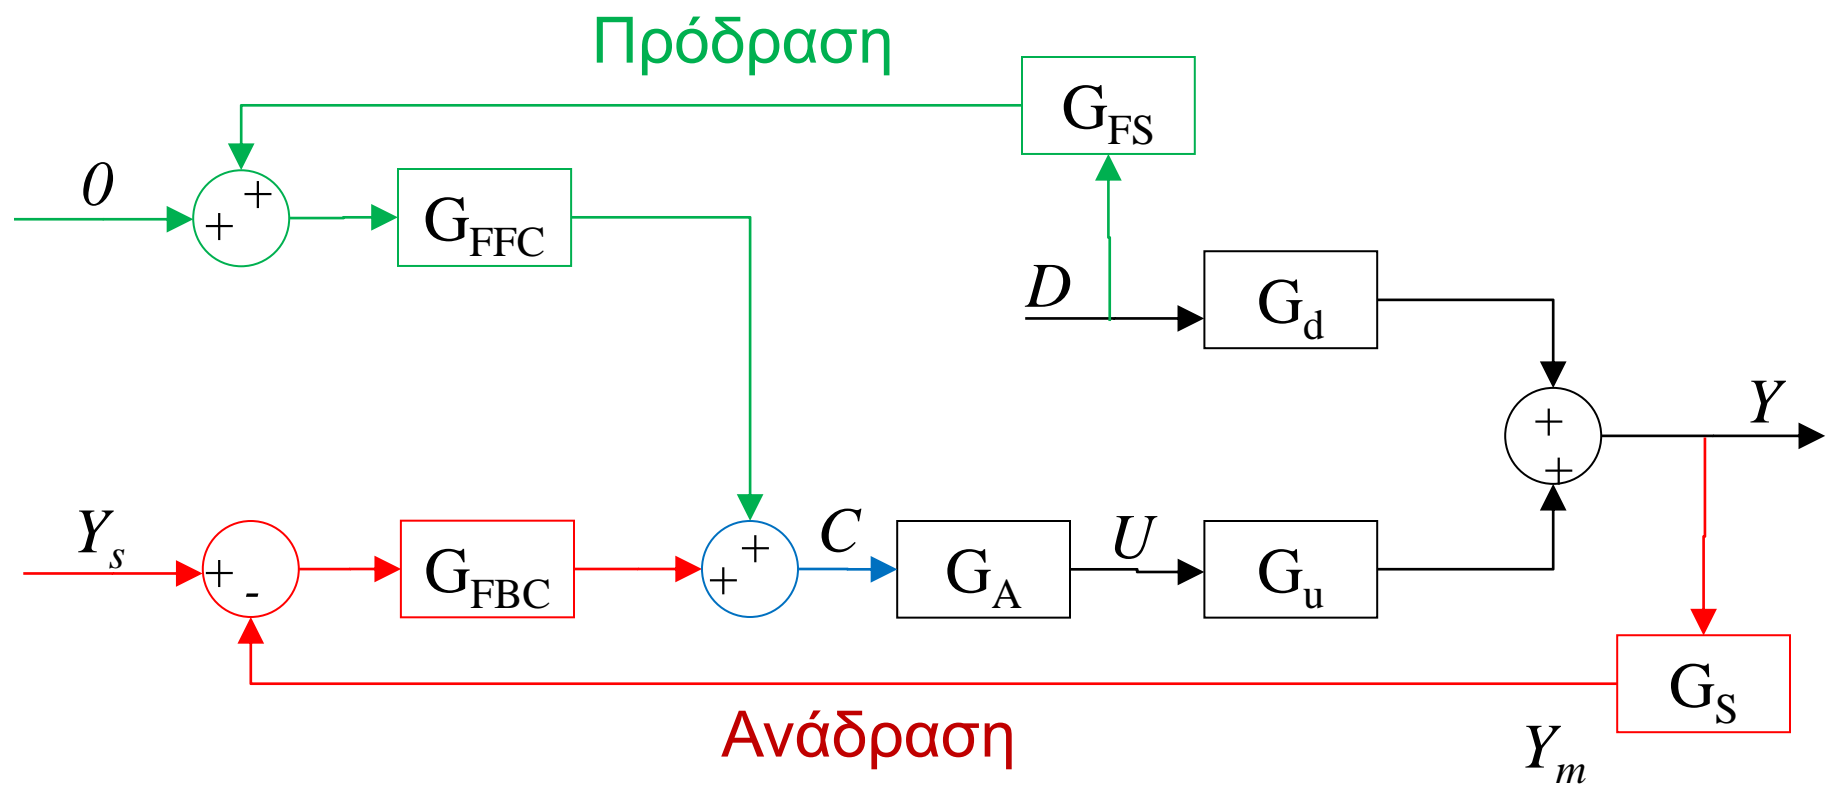 Πρόδραση
G_FS
0
+
+
G_FFC
D
G_d
Y
+
+
Y_s
+
-
G_FBC
+
+
C
G_A
U
G_u
G_S
Ανάδραση
Y_m